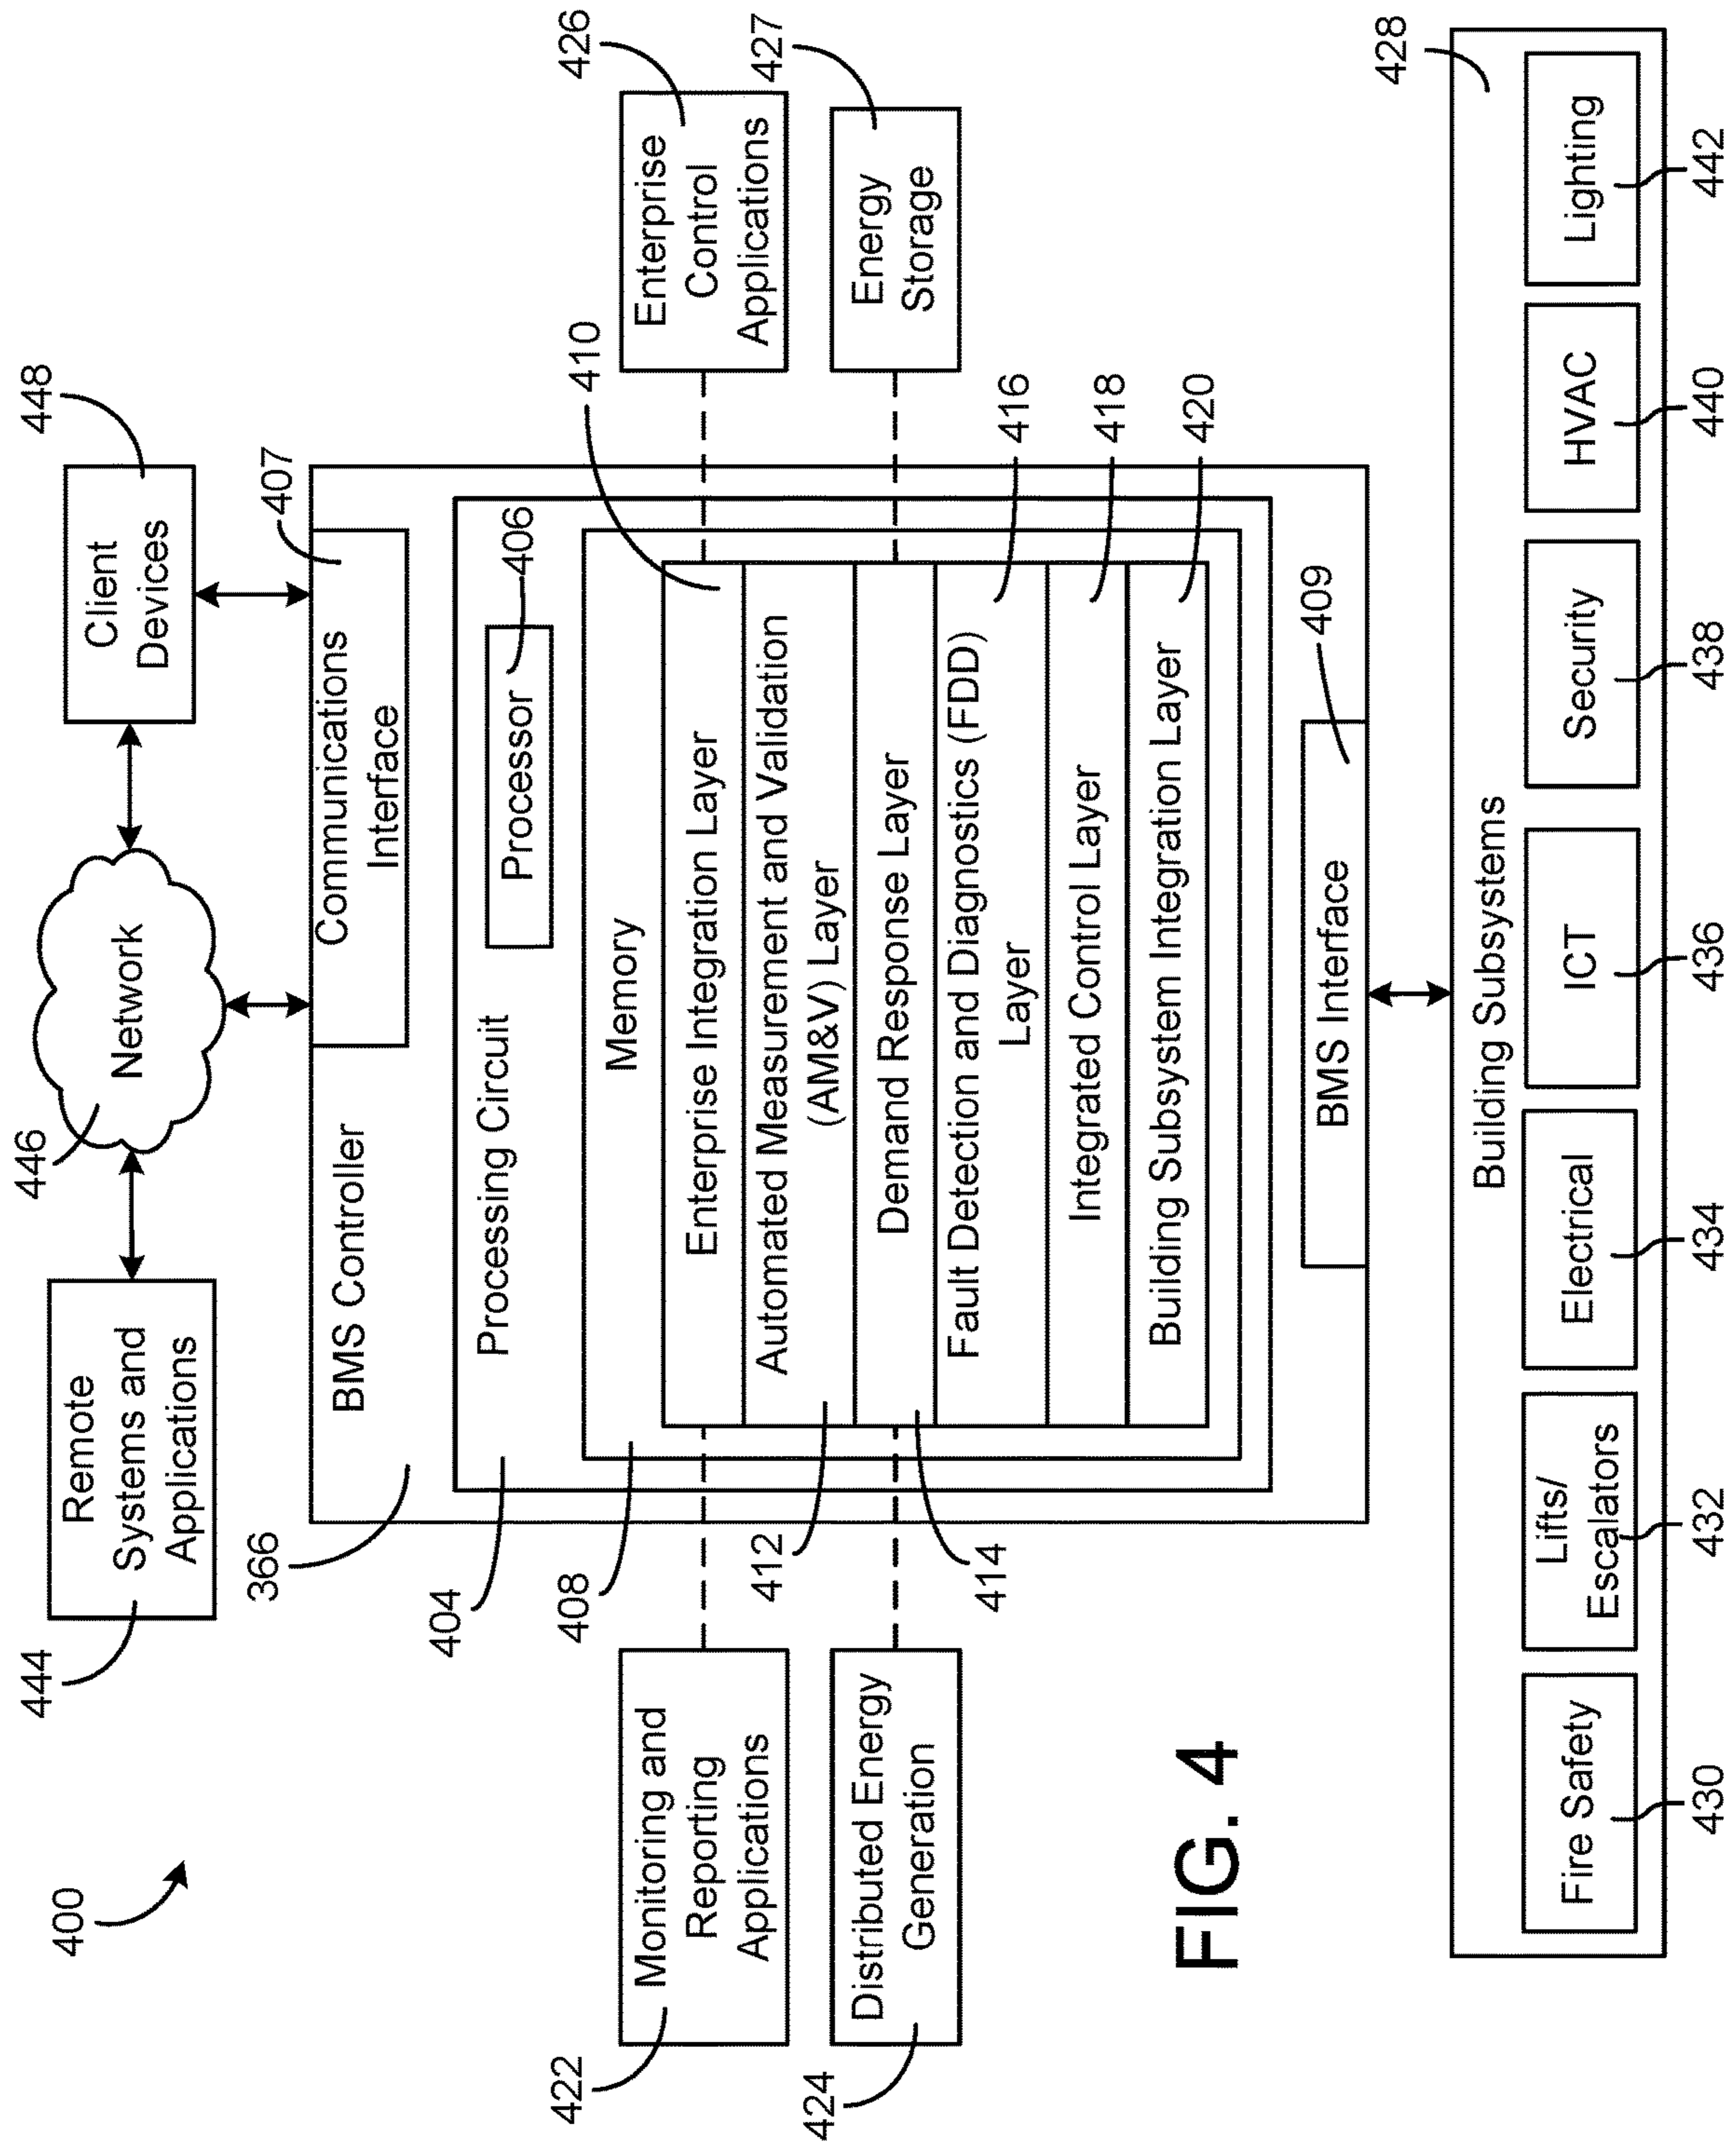 400
444
Remote
Systems and
Applications
446
Network
448
Client
Devices
366
BMS Controller
407
Communications
Interface
404
Processing Circuit
Processor
406
408
Memory
410
Enterprise Integration Layer
412
Automated Measurement and Validation
(AM&V) Layer
414
Demand Response Layer
416
Fault Detection and Diagnostics (FDD)
Layer
418
Integrated Control Layer
420
Building Subsystem Integration Layer
422
Monitoring and
Reporting
Applications
424
Distributed Energy
Generation
426
Enterprise
Control
Applications
427
Energy
Storage
409
BMS Interface
FIG. 4
428
Building Subsystems
Fire Safety
Lifts/
Escalators
Electrical
ICT
Security
HVAC
Lighting
430
432
434
436
438
440
442